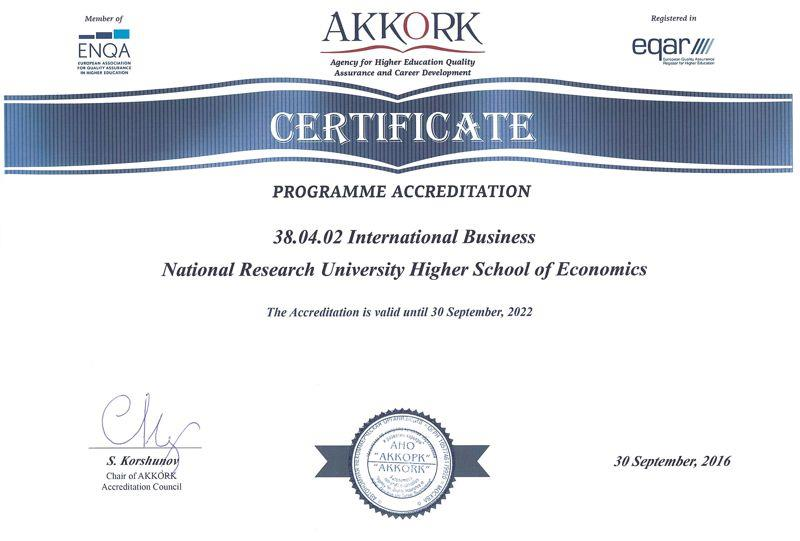 Member of
ENQA
EUROPEAN ASSOCIATION
FOR QUALITY ASSURANCE
IN HIGHER EDUCATION
AKKORK
Agency for Higher Education Quality
Assurance and Career Development
Registered in
eqar////
European Quality Assurance
Register for Higher Education
CERTIFICATE
PROGRAMME ACCREDITATION
38.04.02 International Business
National Research University Higher School of Economics
The Accreditation is valid until 30 September, 2022
S. Korshunov
Chair of AKKORK
Accreditation Council
АНО
"АККОРК"
"AKKORK"
МОСКВА
30 September, 2016